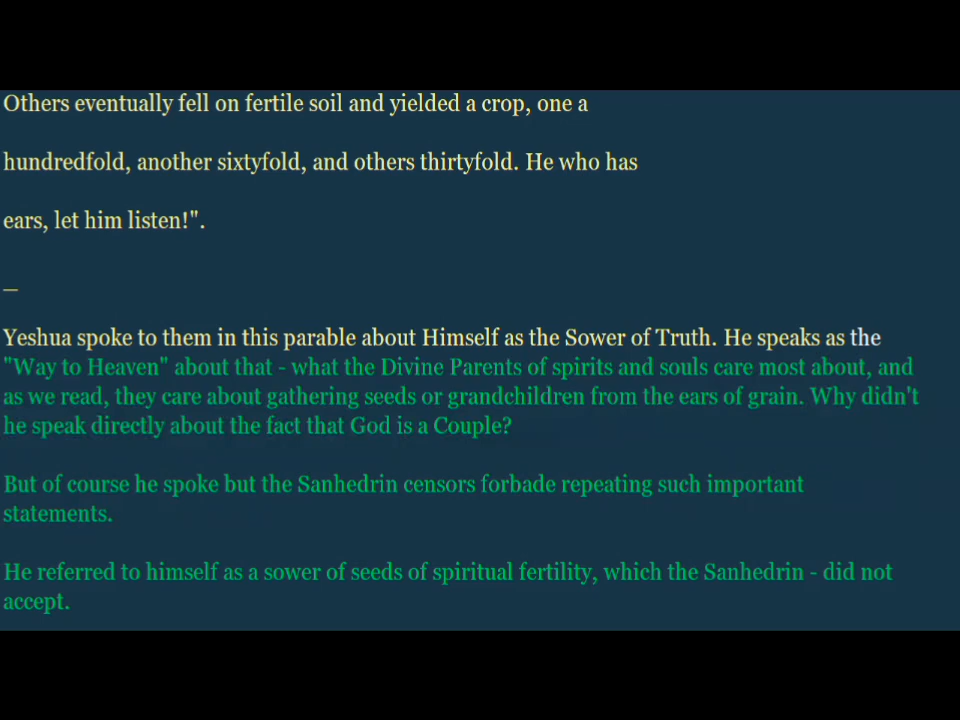 Others eventually fell on fertile soil and yielded a crop, one a
hundredfold, another sixtyfold, and others thirtyfold. He who has
ears, let him listen!".
_
Yeshua spoke to them in this parable about Himself as the Sower of Truth. He speaks as the
"Way to Heaven" about that - what the Divine Parents of spirits and souls care most about, and
as we read, they care about gathering seeds or grandchildren from the ears of grain. Why didn't
he speak directly about the fact that God is a Couple?
But of course he spoke but the Sanhedrin censors forbade repeating such important
statements.
He referred to himself as a sower of seeds of spiritual fertility, which the Sanhedrin - did not
accept.